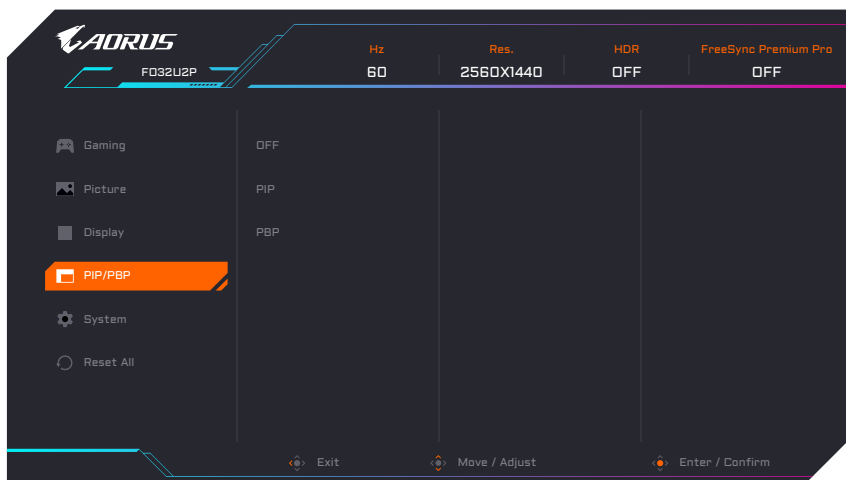 AORUS
FO32U2P
Hz Res. HDR FreeSync Premium Pro
60 2560X1440 OFF OFF
Gaming OFF
Picture PIP
Display PBP
PIP/PBP
System
Reset All
Exit Move / Adjust Enter / Confirm